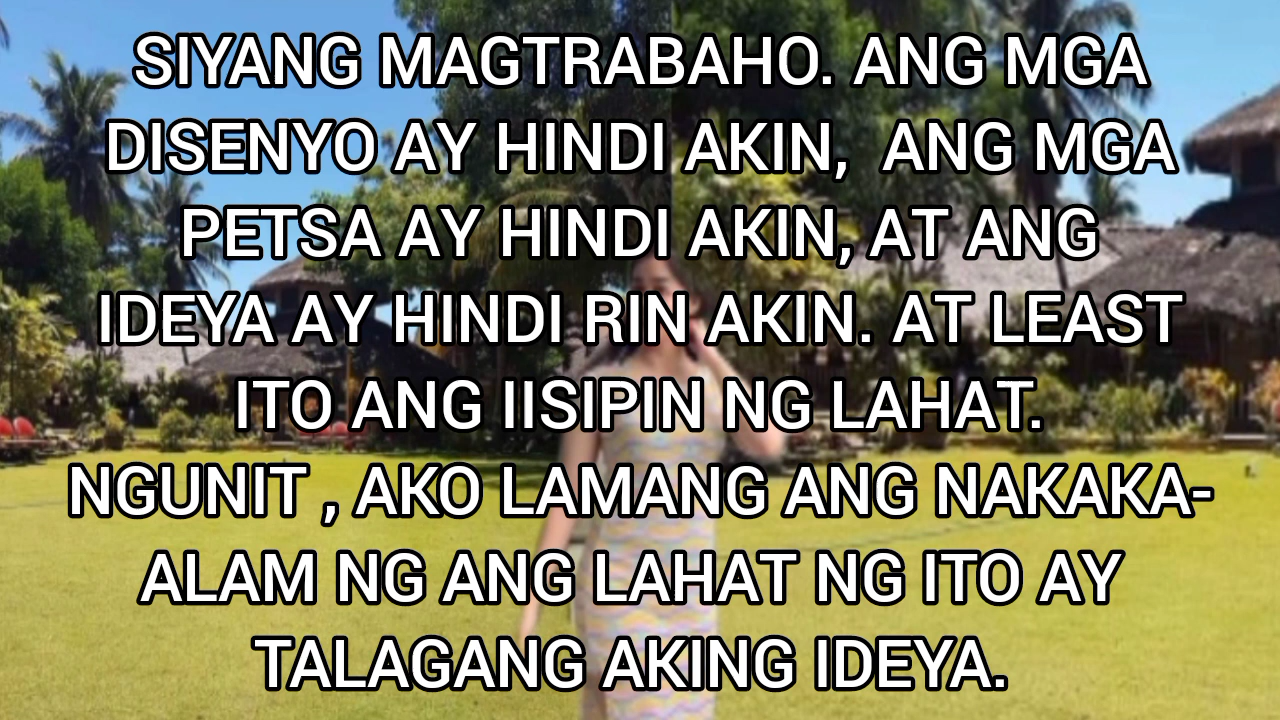 SIYANG MAGTRABAHO. ANG MGA
DISENYO AY HINDI AKIN, ANG MGA
PETSA AY HINDI AKIN, AT ANG
IDEYA AY HINDI RIN AKIN. AT LEAST
ITO ANG IISIPIN NG LAHAT.
NGUNIT , AKO LAMANG ANG NAKAKA-
ALAM NG ANG LAHAT NG ITO AY
TALAGANG AKING IDEYA.